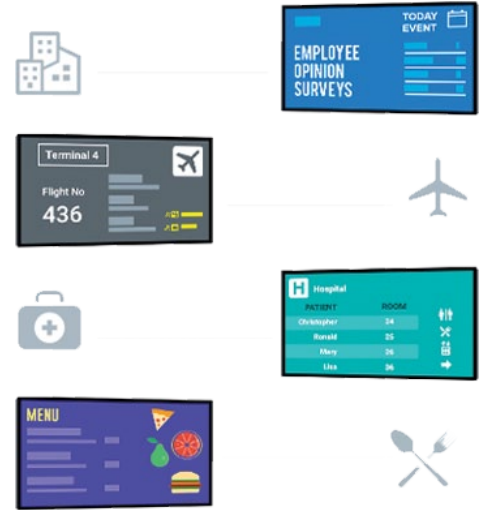 TODAY
EVENT
EMPLOYEE
OPINION
SURVEYS
Terminal 4
Flight No
436
H Hospital
PATIENT ROOM
Christopher 24
Ronald 25
Mary 26
Lisa 36
MENU